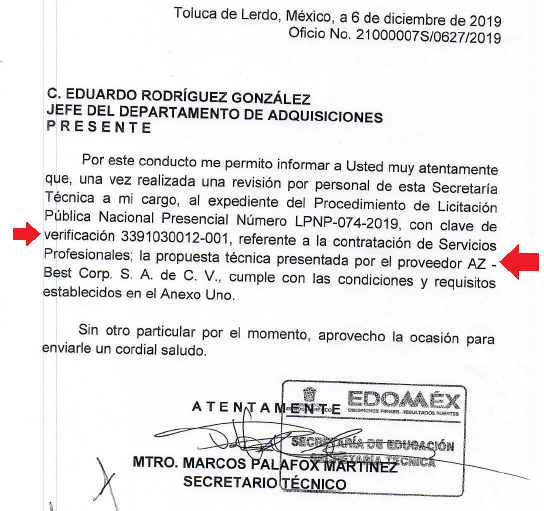 Toluca de Lerdo, México, a 6 de diciembre de 2019
Oficio No. 21000007S/0627/2019
C. EDUARDO RODRÍGUEZ GONZÁLEZ
JEFE DEL DEPARTAMENTO DE ADQUISICIONES
P R E S E N T E
Por este conducto me permito informar a Usted muy atentamente
que, una vez realizada una revisión por personal de esta Secretaría
Técnica a mi cargo, al expediente del Procedimiento de Licitación
Pública Nacional Presencial Número LPNP-074-2019, con clave de
verificación 3391030012-001, referente a la contratación de Servicios
Profesionales; la propuesta técnica presentada por el proveedor AZ -
Best Corp. S. A. de C. V., cumple con las condiciones y requisitos
establecidos en el Anexo Uno.
Sin otro particular por el momento, aprovecho la ocasión para
enviarle un cordial saludo.
A T E N T A M E N T E
EDOMÉX
DECISIONES FIRMES, RESULTADOS FUERTES
SECRETARÍA DE EDUCACIÓN
SECRETARÍA TÉCNICA
MTRO. MARCOS PALAFOX MARTÍNEZ
SECRETARIO TÉCNICO